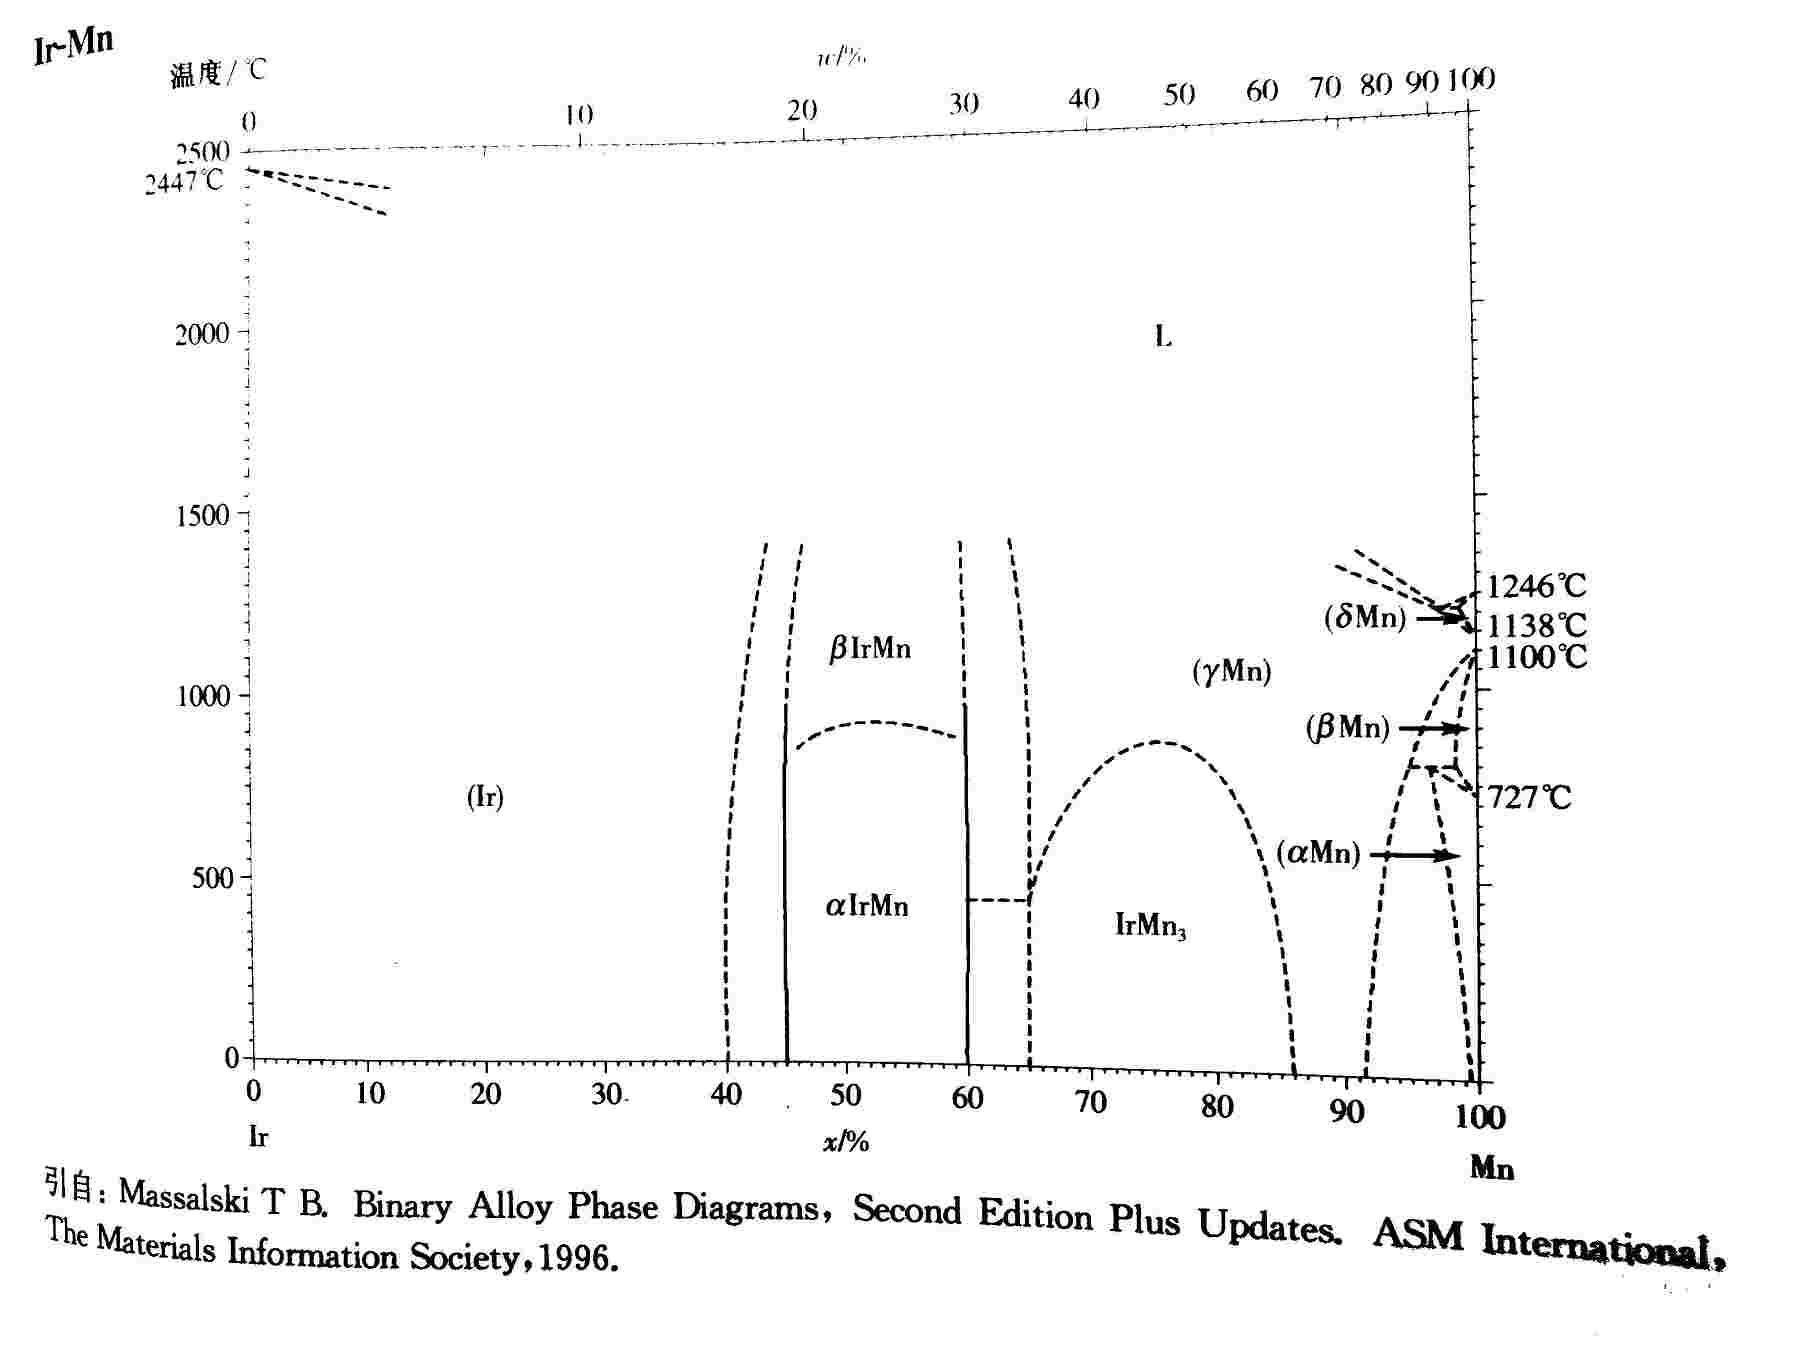 Ir-Mn
温度/℃
w/%
0 10 20 30 40 50 60 70 80 90 100
2500
2447℃
2000
L
1500
1246℃
(δMn)
1138℃
βIrMn
1100℃
(γMn)
1000
(βMn)
(Ir)
727℃
(αMn)
500
αIrMn
IrMn₃
0
0 10 20 30 40 50 60 70 80 90 100
Ir
x/%
Mn
引自: Massalski T B. Binary Alloy Phase Diagrams, Second Edition Plus Updates. ASM International,
The Materials Information Society, 1996.